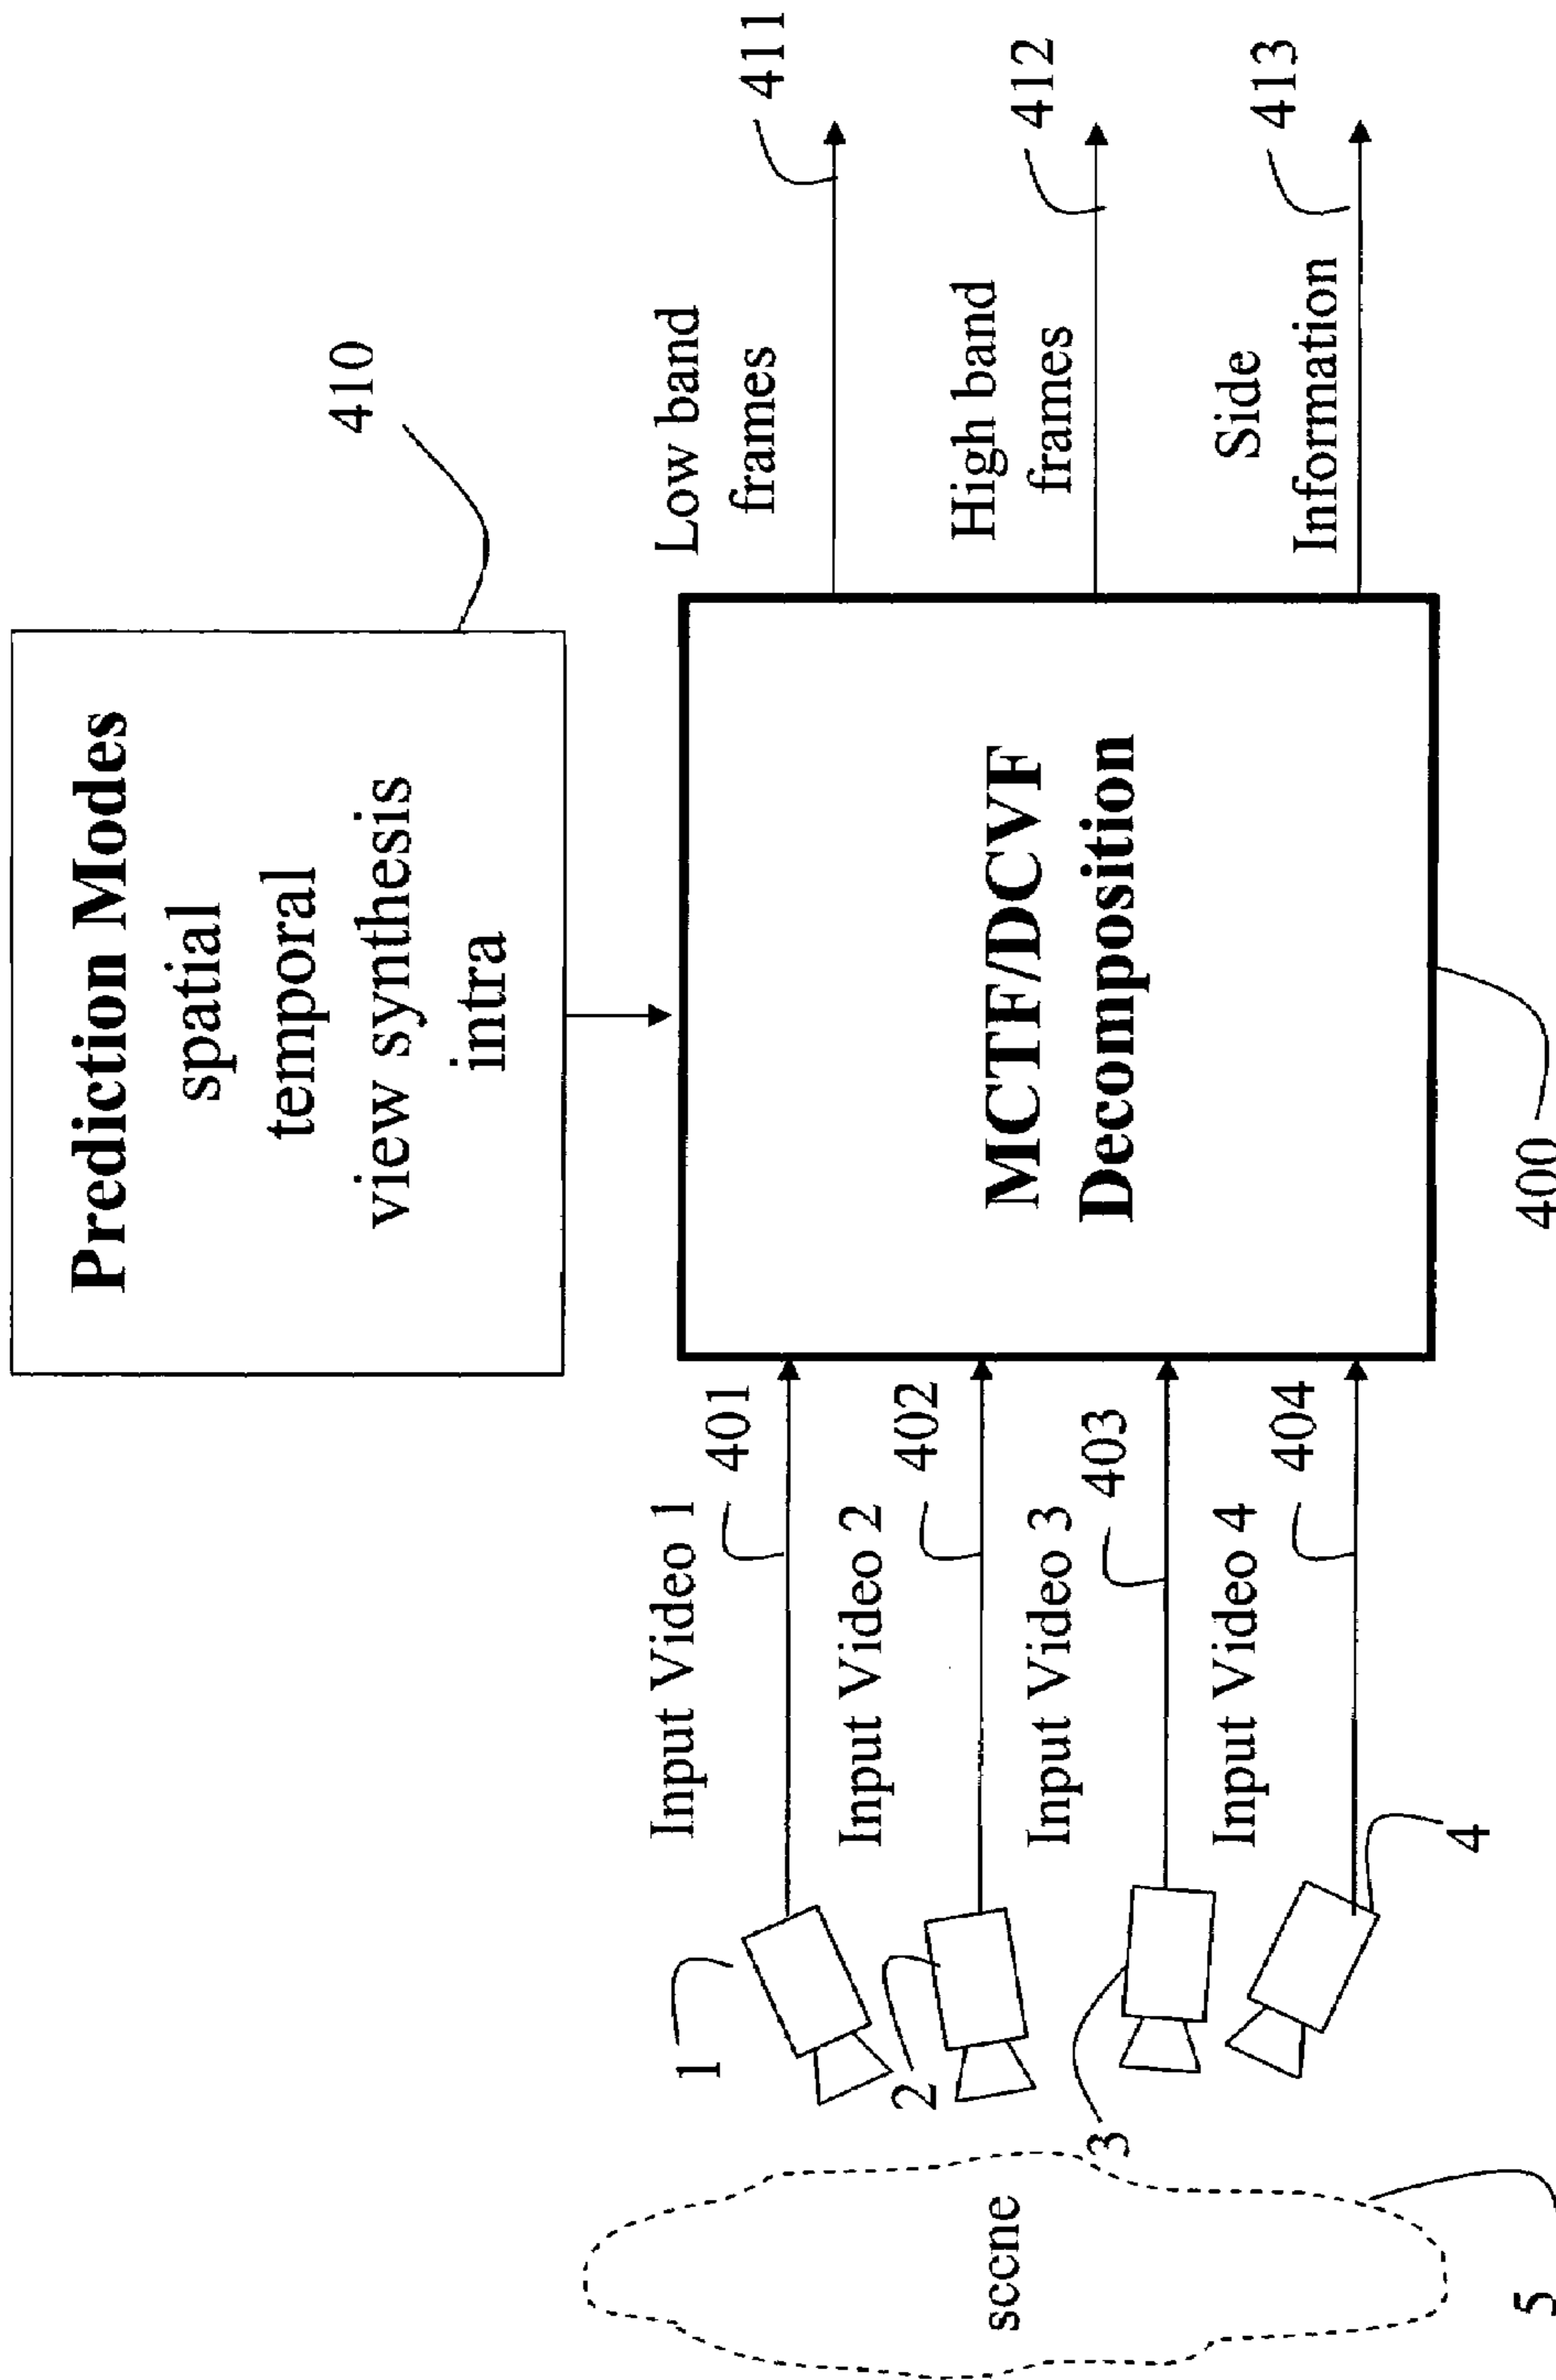 Prediction Modes
spatial
temporal
view synthesis
intra
410
Input Video 1
401
Input Video 2
402
Input Video 3
403
Input Video 4
404
1
2
3
4
sccne
5
MCTF/DCVF
Decomposition
400
Low band
frames
411
High band
frames
412
Side
Information
413